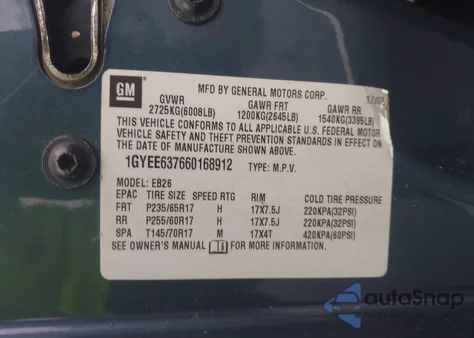 GM
MFD BY GENERAL MOTORS CORP.
GVWR GAWR FRT GAWR RR
2725KG(6008LB) 1200KG(2645LB) 1540KG(3395LB)
THIS VEHICLE CONFORMS TO ALL APPLICABLE U.S. FEDERAL MOTOR
VEHICLE SAFETY AND THEFT PREVENTION STANDARDS IN EFFECT ON
THE DATE OF MANUFACTURE SHOWN ABOVE.
1GYEE637660168912 TYPE: M.P.V.
MODEL: EB26
EPAC TIRE SIZE SPEED RTG RIM COLD TIRE PRESSURE
FRT P235/65R17 H 17X7.5J 220KPA(32PSI)
RR P255/60R17 H 17X7.5J 220KPA(32PSI)
SPA T145/70R17 M 17X4T 420KPA(60PSI)
SEE OWNER'S MANUAL FOR MORE INFORMATION.
autoSnap